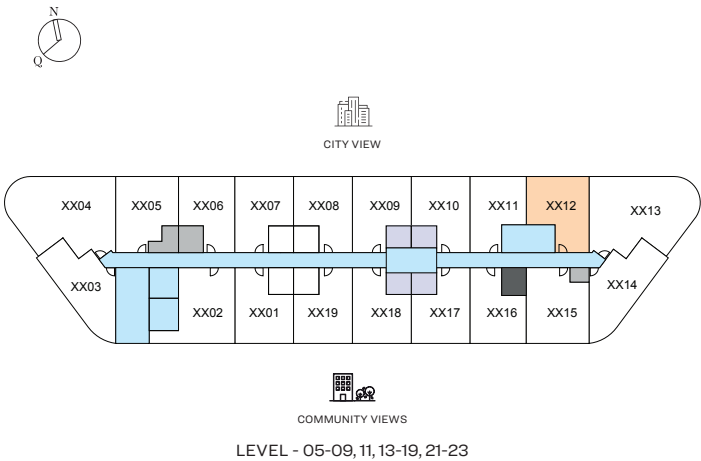 N
Q
CITY VIEW
XX04 XX05 XX06 XX07 XX08 XX09 XX10 XX11 XX12 XX13
XX03 XX14
XX02 XX01 XX19 XX18 XX17 XX16 XX15
COMMUNITY VIEWS
LEVEL - 05-09, 11, 13-19, 21-23